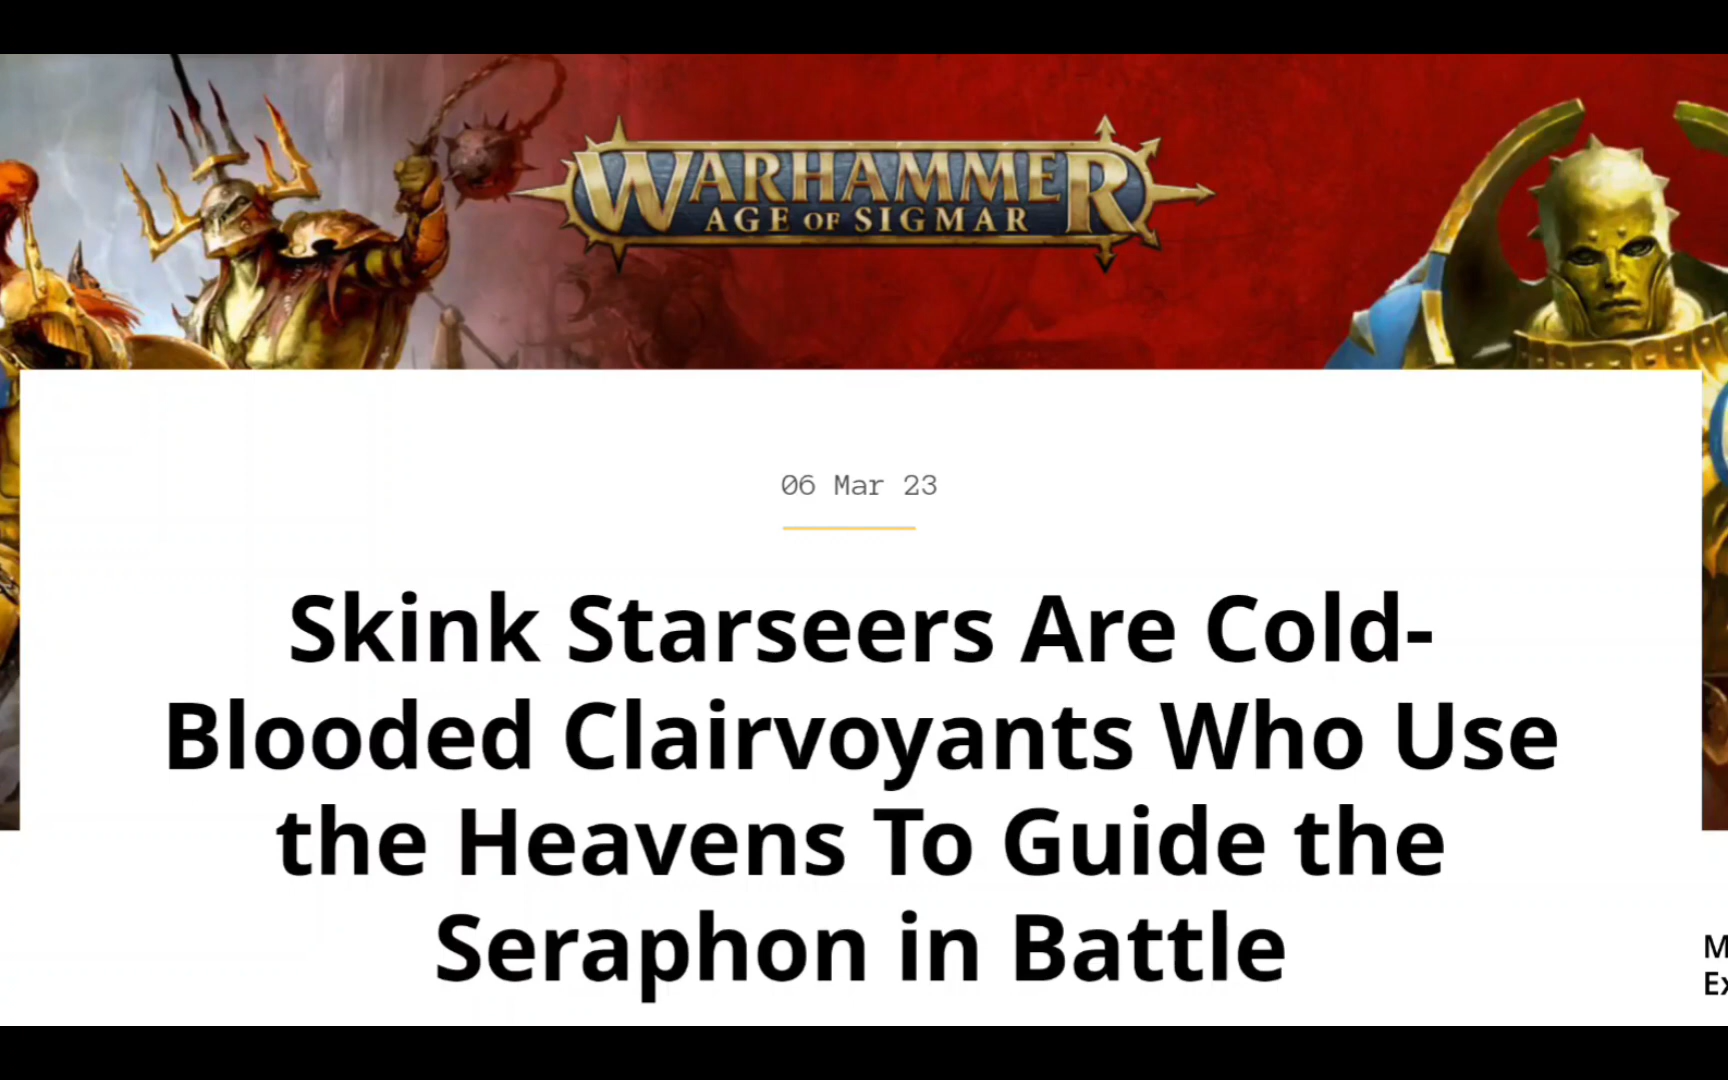 WARHAMMER
AGE OF SIGMAR
06 Mar 23
Skink Starseers Are Cold-
Blooded Clairvoyants Who Use
the Heavens To Guide the
Seraphon in Battle